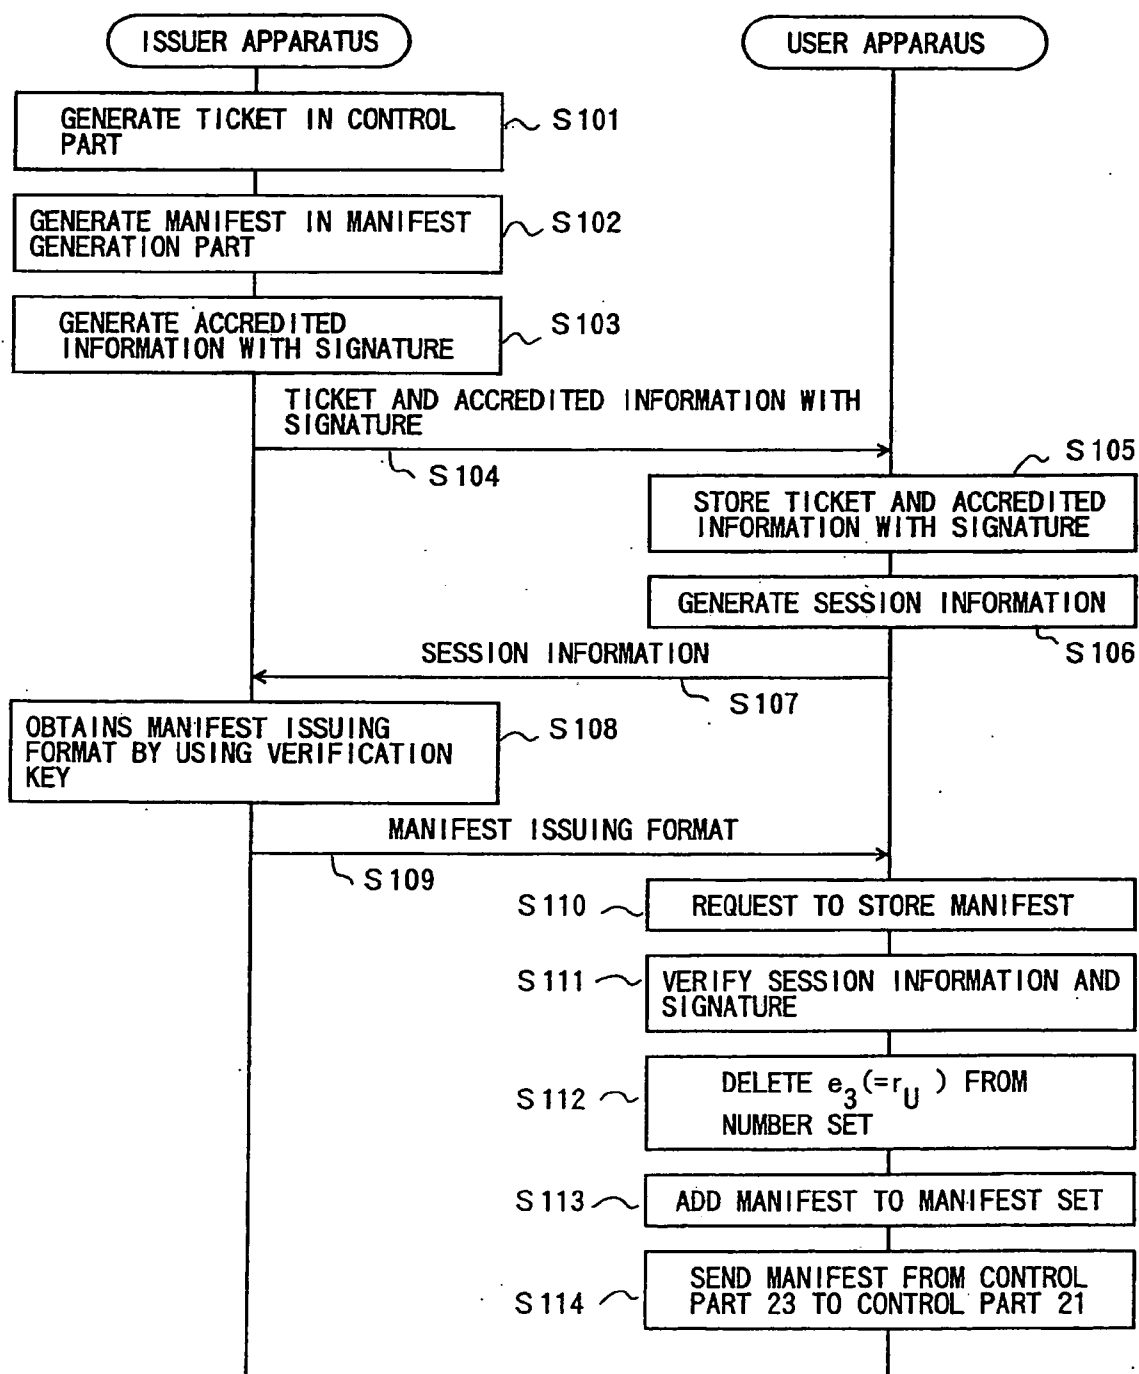 ISSUER APPARATUS
USER APPARAUS
GENERATE TICKET IN CONTROL
PART
S101
GENERATE MANIFEST IN MANIFEST
GENERATION PART
S102
GENERATE ACCREDITED
INFORMATION WITH SIGNATURE
S103
TICKET AND ACCREDITED INFORMATION WITH
SIGNATURE
S104
S105
STORE TICKET AND ACCREDITED
INFORMATION WITH SIGNATURE
GENERATE SESSION INFORMATION
S106
SESSION INFORMATION
S107
OBTAINS MANIFEST ISSUING
FORMAT BY USING VERIFICATION
KEY
S108
MANIFEST ISSUING FORMAT
S109
S110
REQUEST TO STORE MANIFEST
S111
VERIFY SESSION INFORMATION AND
SIGNATURE
S112
DELETE e3(=rU ) FROM
NUMBER SET
S113
ADD MANIFEST TO MANIFEST SET
S114
SEND MANIFEST FROM CONTROL
PART 23 TO CONTROL PART 21